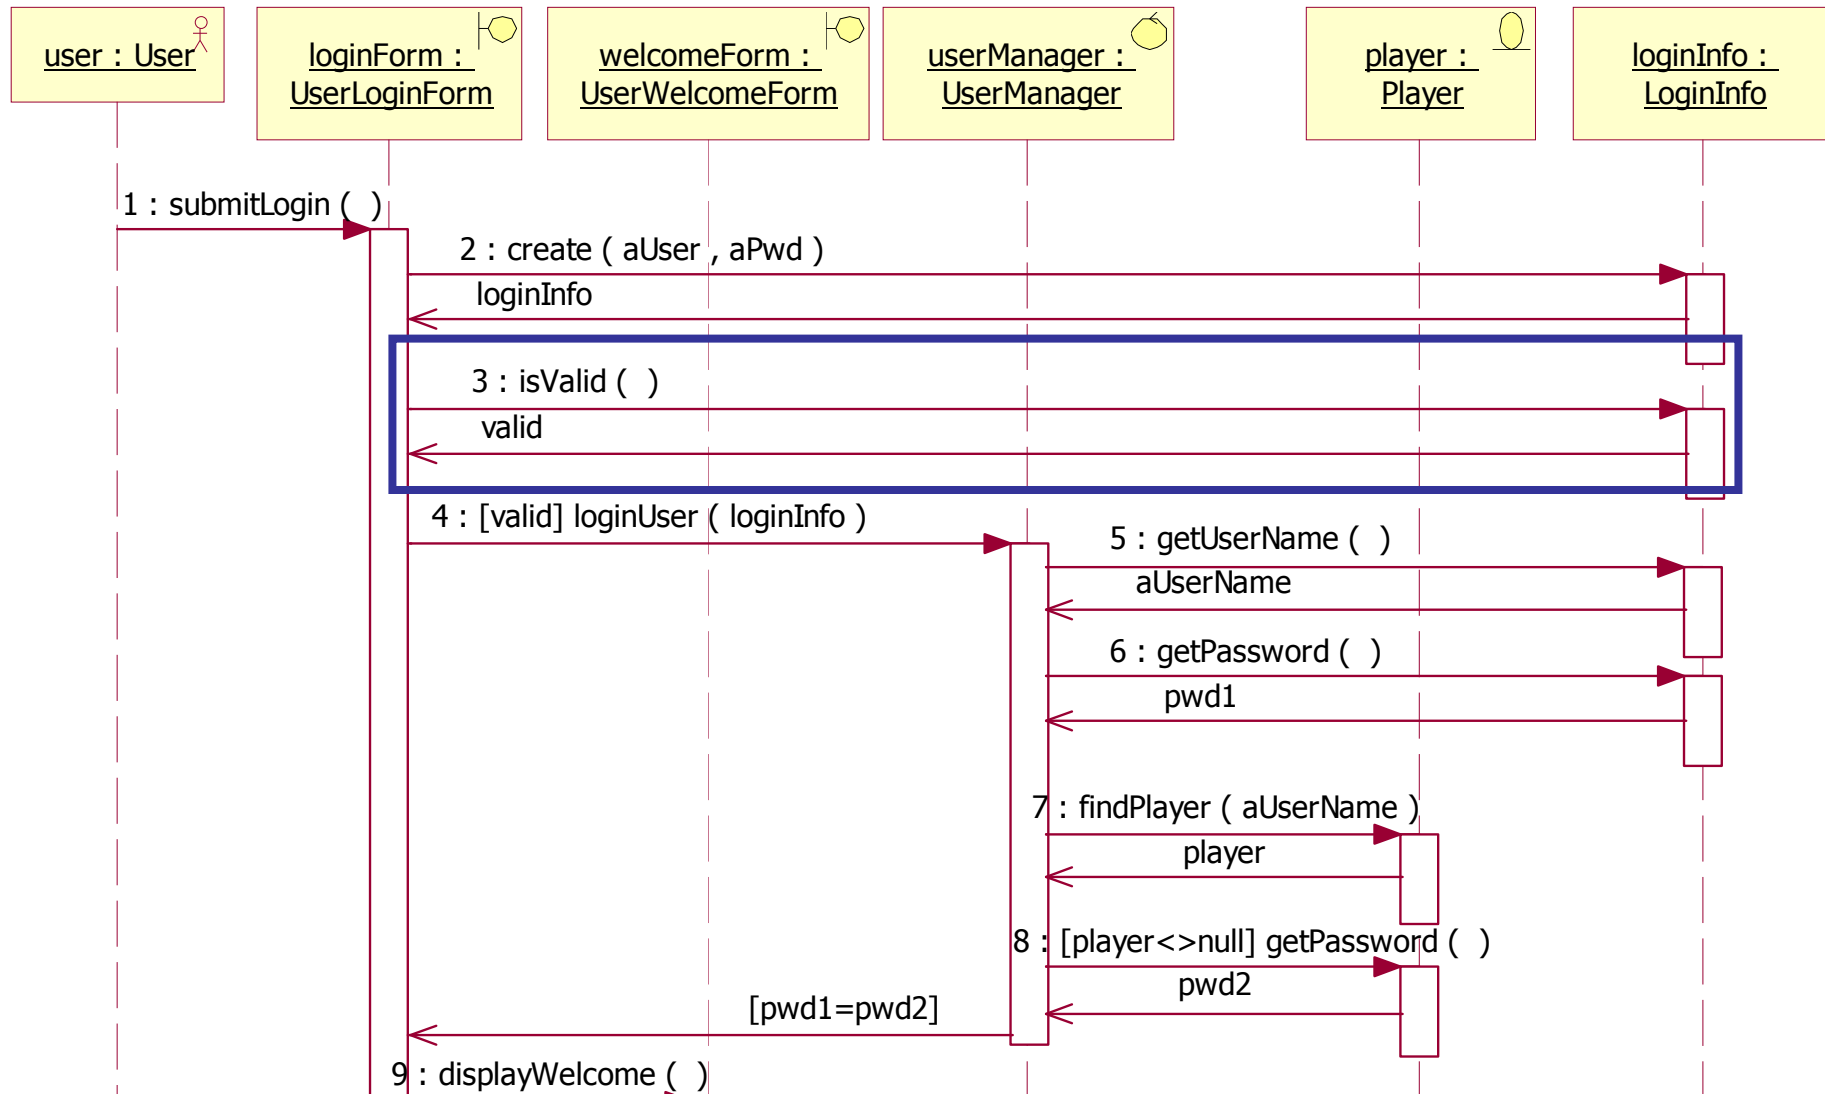 user : User
loginForm :
UserLoginForm
welcomeForm :
UserWelcomeForm
userManager :
UserManager
player :
Player
loginInfo :
LoginInfo
1 : submitLogin (  )
2 : create ( aUser , aPwd )
loginInfo
3 : isValid (  )
valid
4 : [valid] loginUser ( loginInfo )
5 : getUserName (  )
aUserName
6 : getPassword (  )
pwd1
7 : findPlayer ( aUserName )
player
8 : [player<>null] getPassword (  )
pwd2
[pwd1=pwd2]
9 : displayWelcome (  )